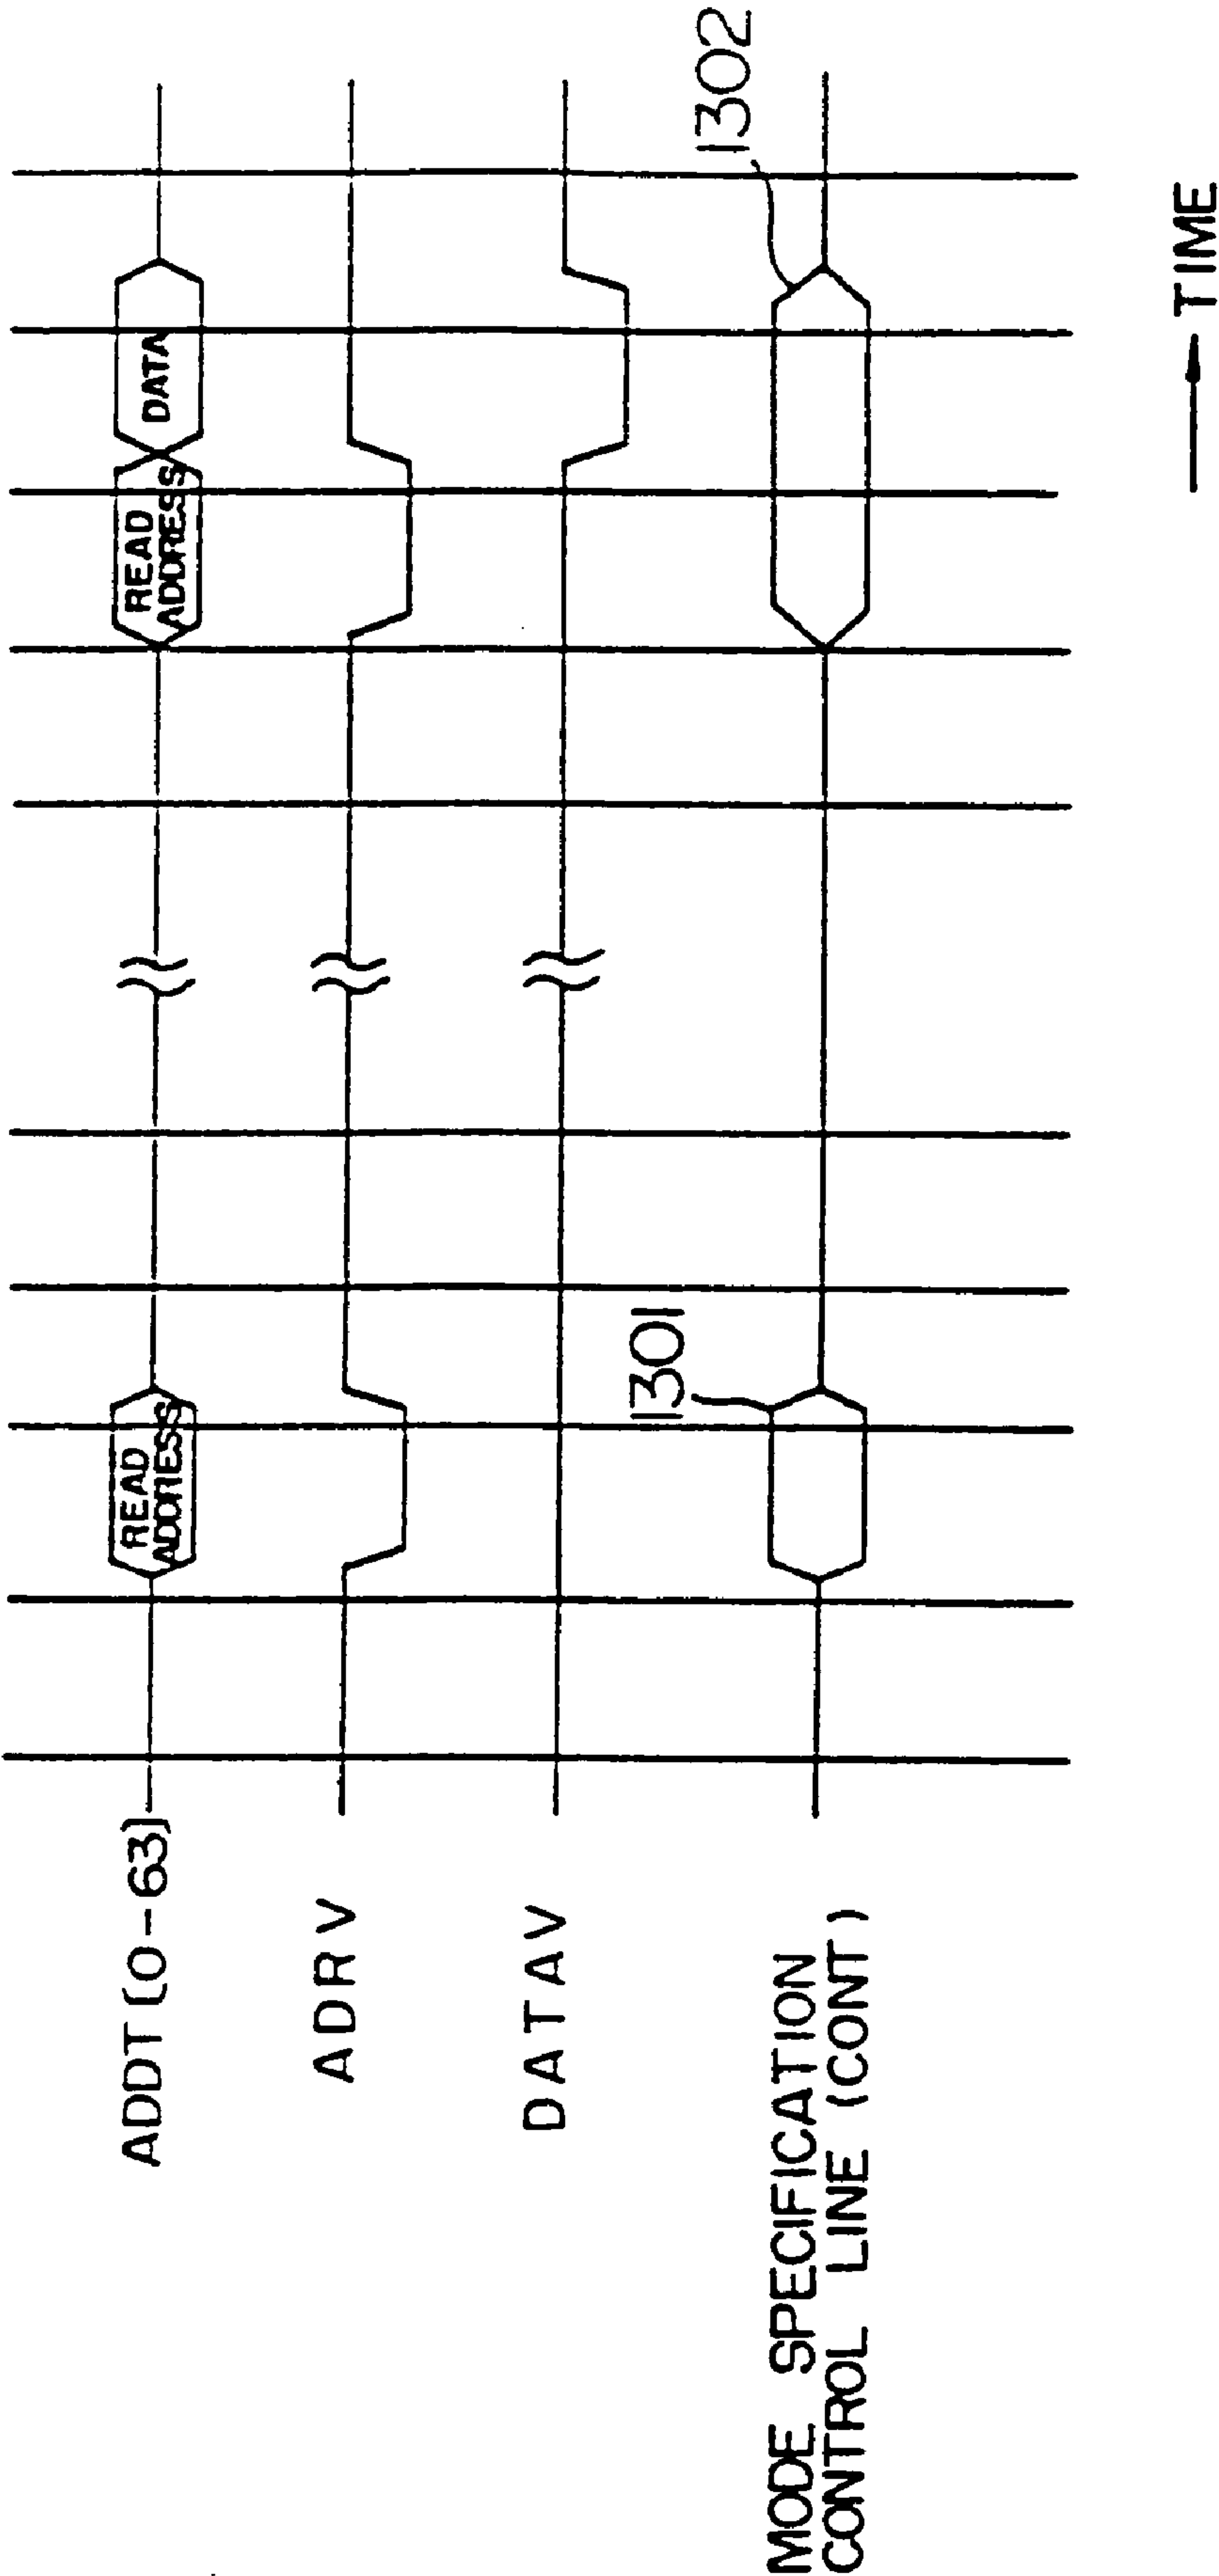 ADDT [0-63]
READ
ADDRESS
READ
ADDRESS
DATA
ADRV
DATAV
1301
1302
MODE SPECIFICATION
CONTROL LINE (CONT)
TIME